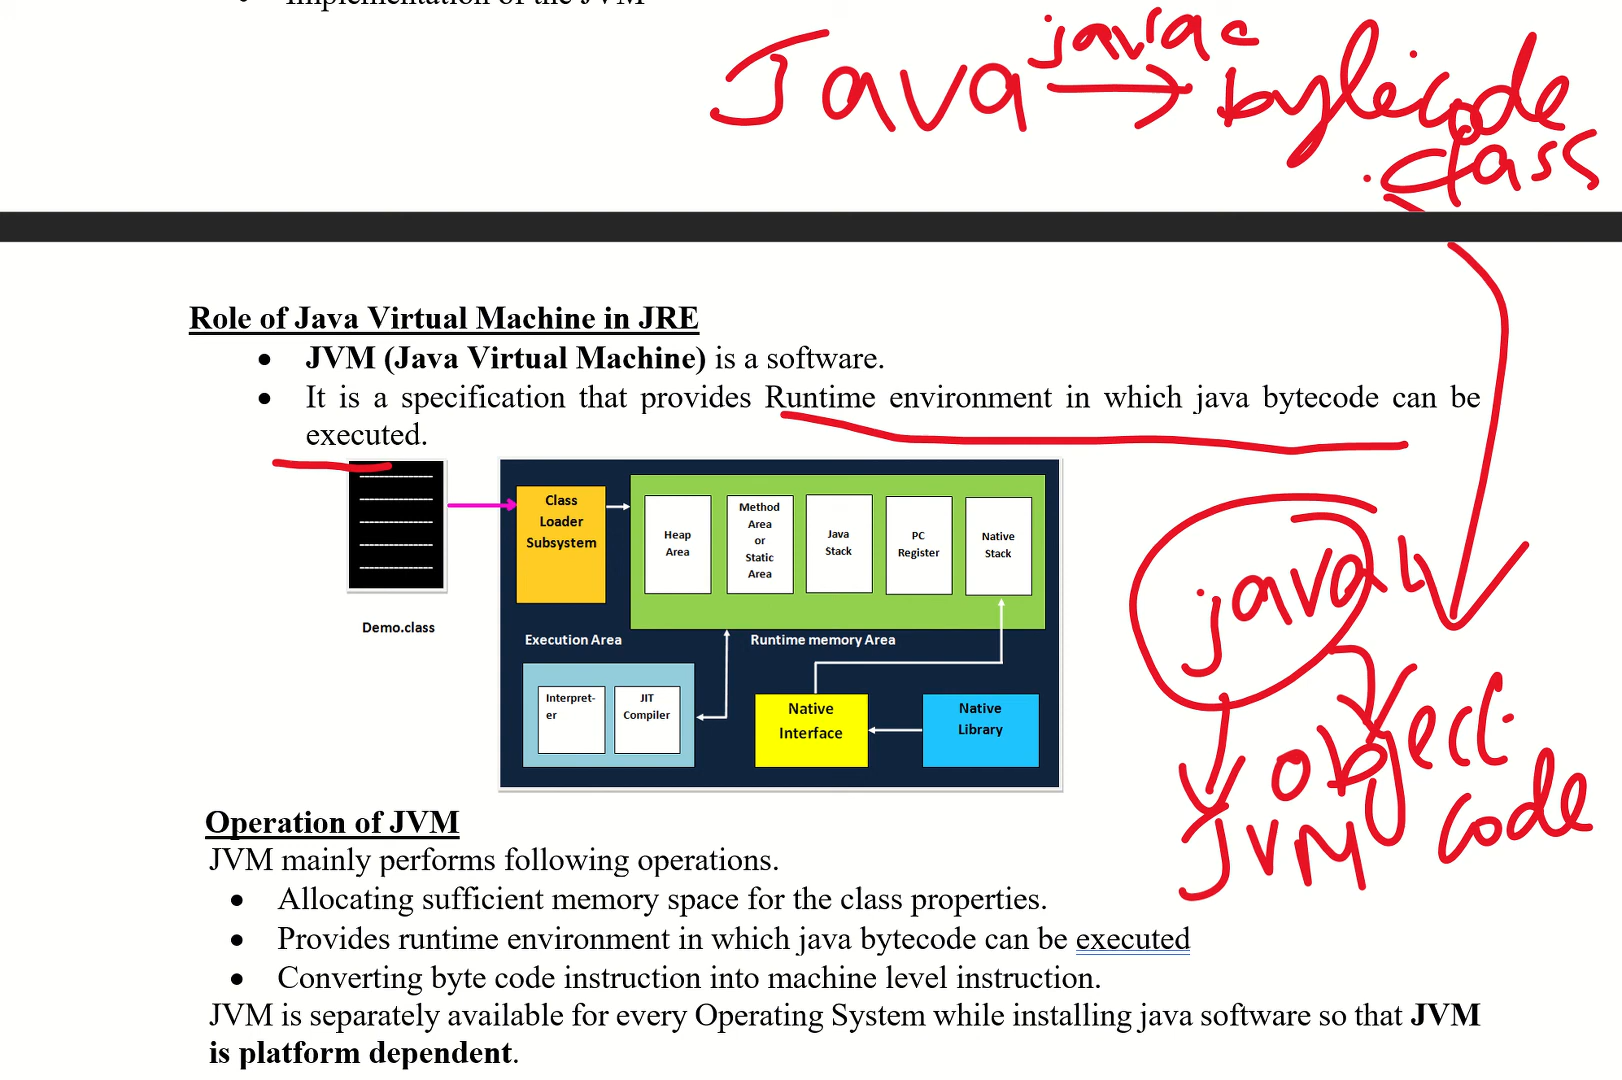 Implementation of the JVM
javac
Java → bytecode
.class
Role of Java Virtual Machine in JRE
• JVM (Java Virtual Machine) is a software.
• It is a specification that provides Runtime environment in which java bytecode can be
executed.
Class
Loader
Subsystem
Heap
Area
Method
Area
or
Static
Area
Java
Stack
PC
Register
Native
Stack
Demo.class
Execution Area
Runtime memory Area
Interpret-
er
JIT
Compiler
Native
Interface
Native
Library
java
object
code
JVM
Operation of JVM
JVM mainly performs following operations.
• Allocating sufficient memory space for the class properties.
• Provides runtime environment in which java bytecode can be executed
• Converting byte code instruction into machine level instruction.
JVM is separately available for every Operating System while installing java software so that JVM
is platform dependent.